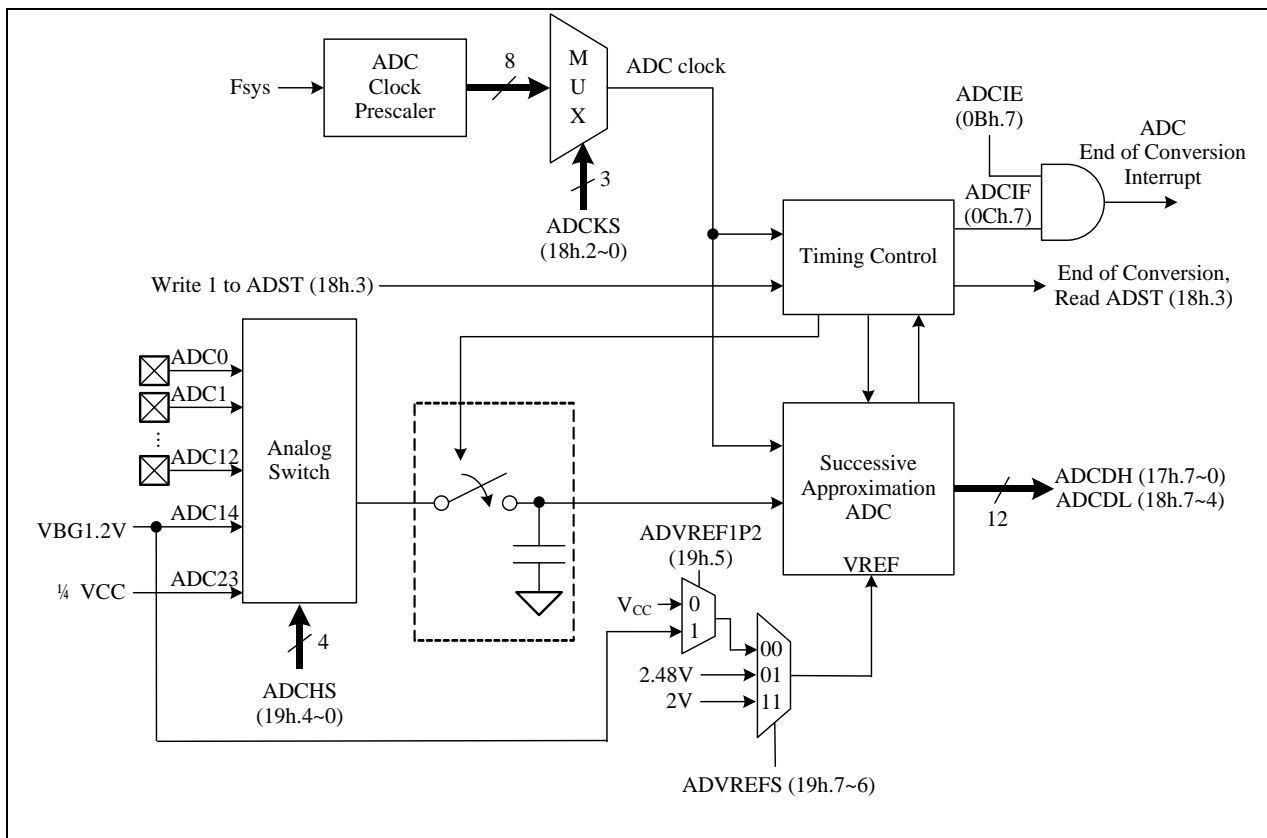 Fsys
ADC
Clock
Prescaler
8
M
U
X
ADC clock
3
ADCKS
(18h.2~0)
ADCIE
(0Bh.7)
ADCIF
(0Ch.7)
ADC
End of Conversion
Interrupt
Timing Control
Write 1 to ADST (18h.3)
End of Conversion,
Read ADST (18h.3)
ADC0
ADC1
...
ADC12
VBG1.2V
ADC14
¼ VCC
ADC23
Analog
Switch
4
ADCHS
(19h.4~0)
Successive
Approximation
ADC
VREF
12
ADCDH (17h.7~0)
ADCDL (18h.7~4)
ADVREF1P2
(19h.5)
VCC
0
1
2.48V
2V
00
01
11
ADVREFS (19h.7~6)